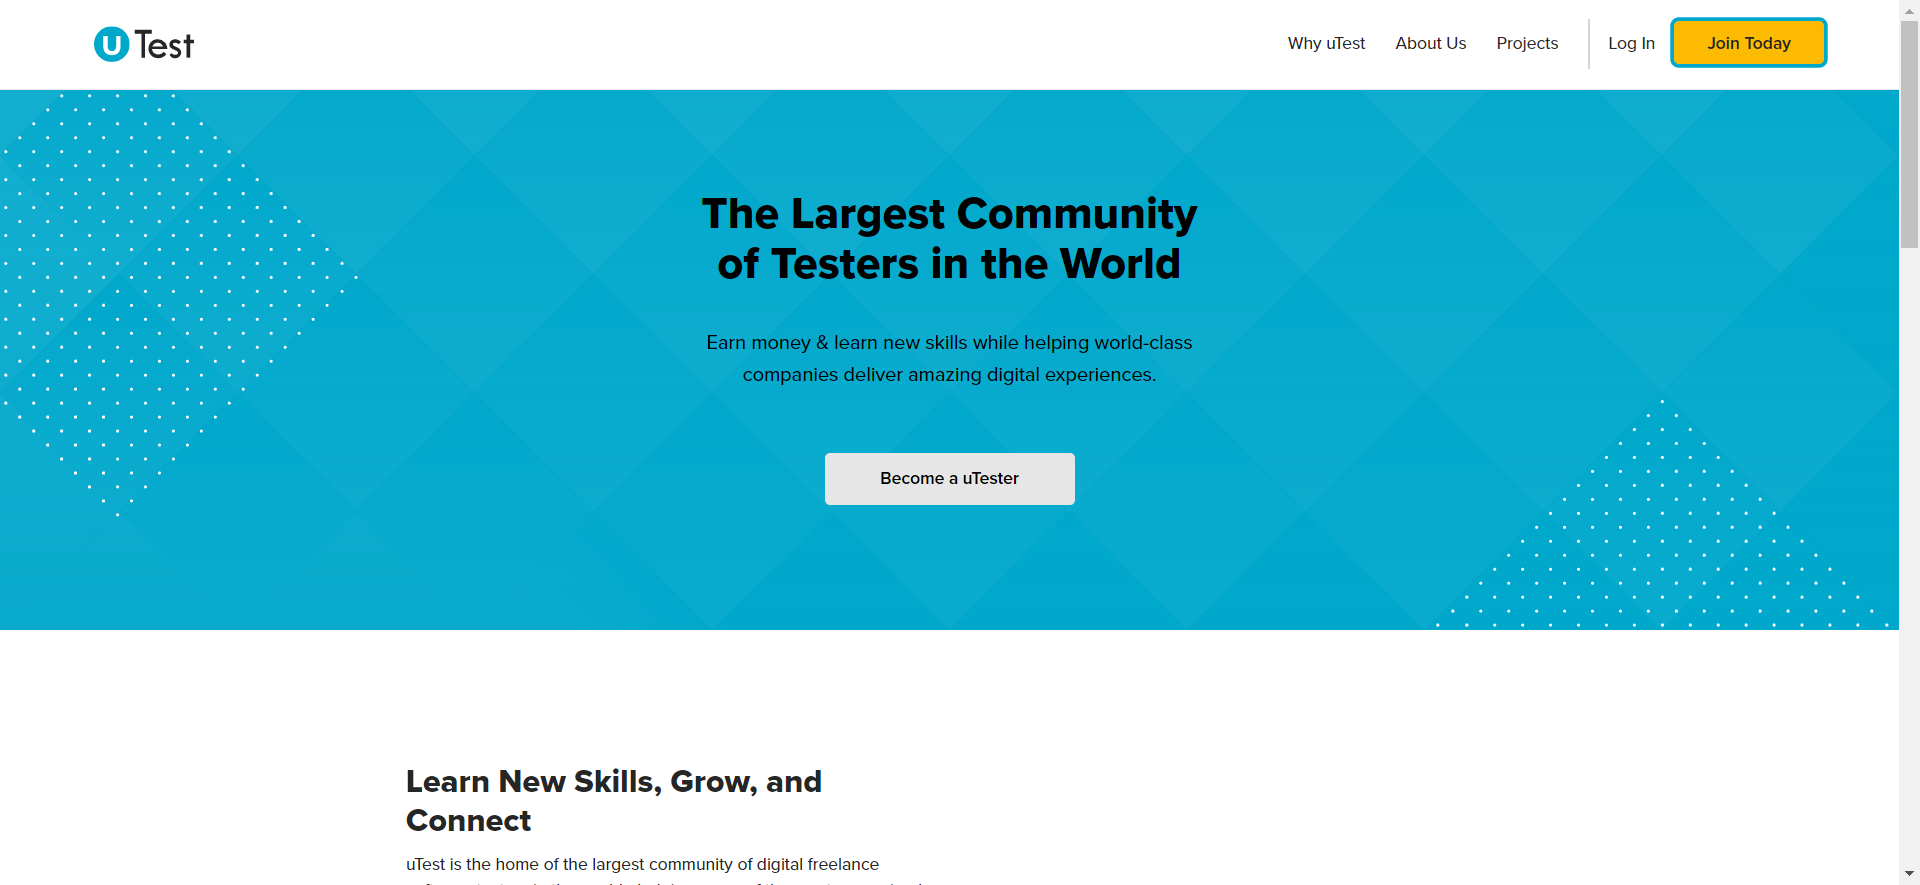 uTest
Why uTest
About Us
Projects
Log In
Join Today
The Largest Community
of Testers in the World
Earn money & learn new skills while helping world-class
companies deliver amazing digital experiences.
Become a uTester
Learn New Skills, Grow, and
Connect
uTest is the home of the largest community of digital freelance